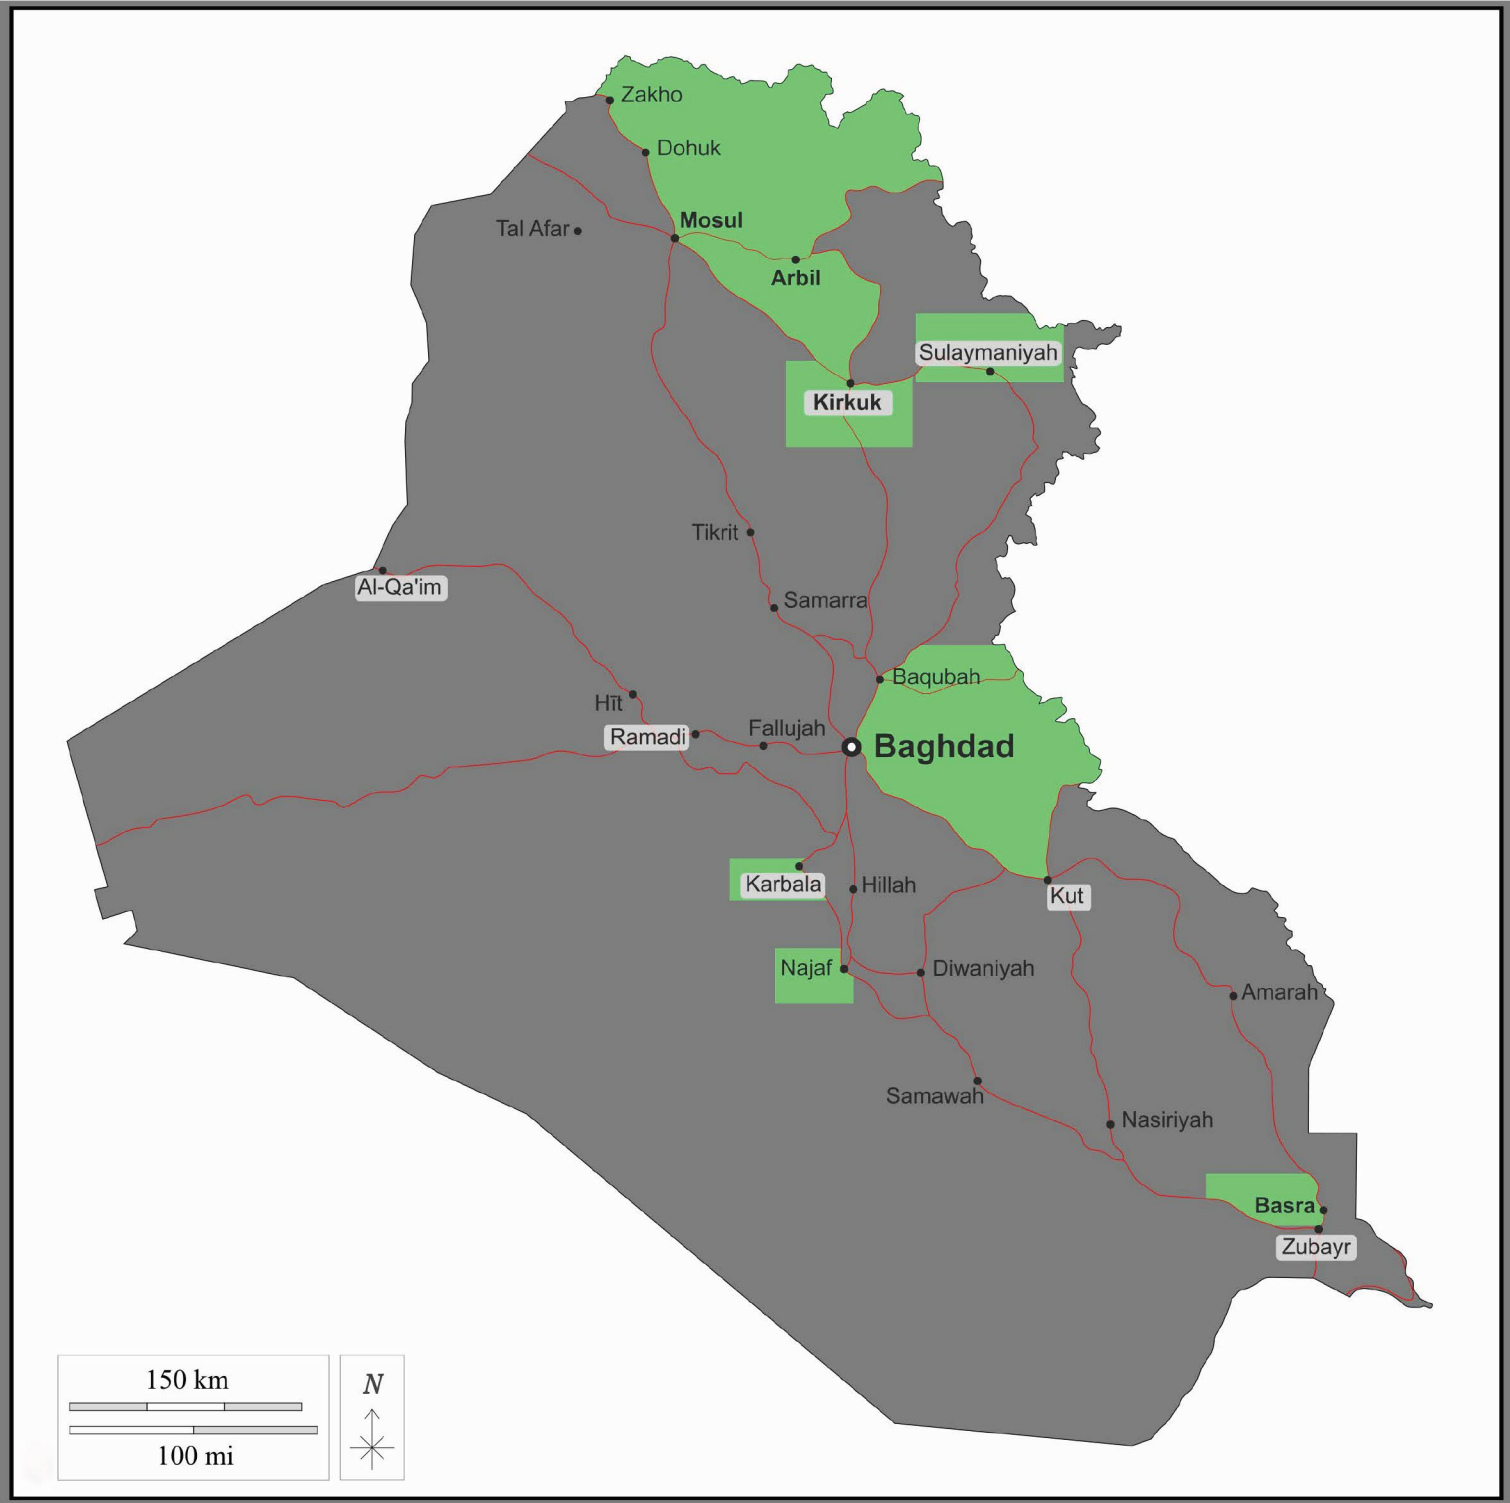 Zakho
Dohuk
Mosul
Tal Afar
Arbil
Sulaymaniyah
Kirkuk
Tikrit
Al-Qa'im
Samarra
Baqubah
Hīt
Ramadi
Fallujah
Baghdad
Karbala
Hillah
Kut
Najaf
Diwaniyah
Amarah
Samawah
Nasiriyah
Basra
Zubayr
150 km
100 mi
N